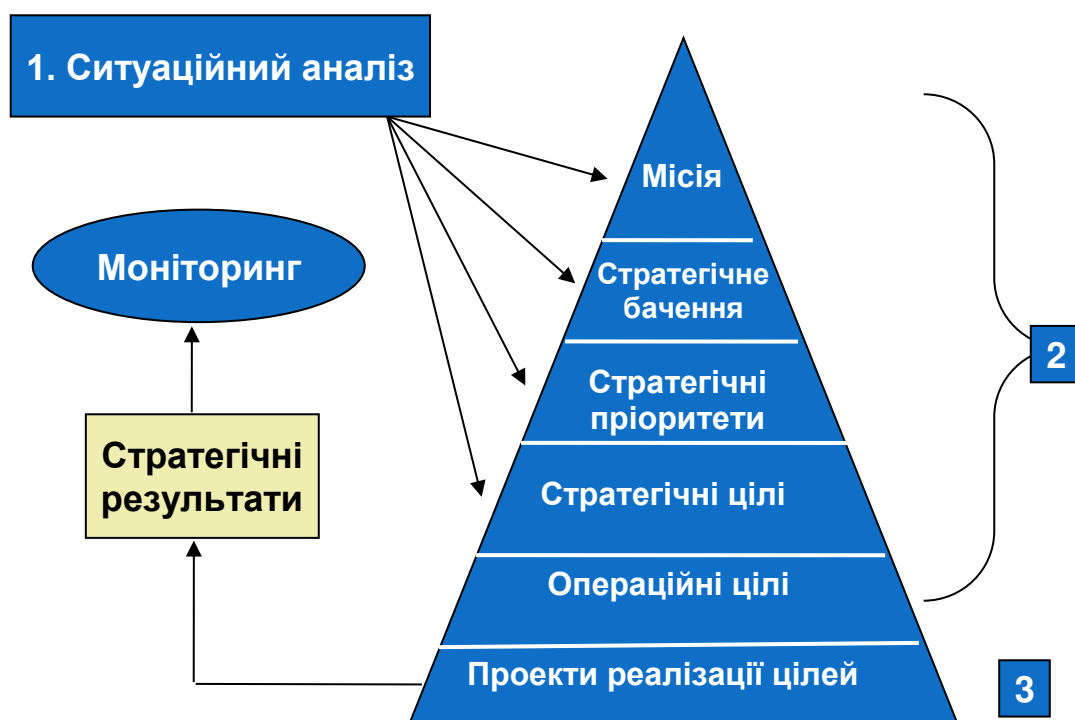 1. Ситуаційний аналіз
Місія
Моніторинг
Стратегічне
бачення
2
Стратегічні
пріоритети
Стратегічні
результати
Стратегічні цілі
Операційні цілі
Проекти реалізації цілей
3